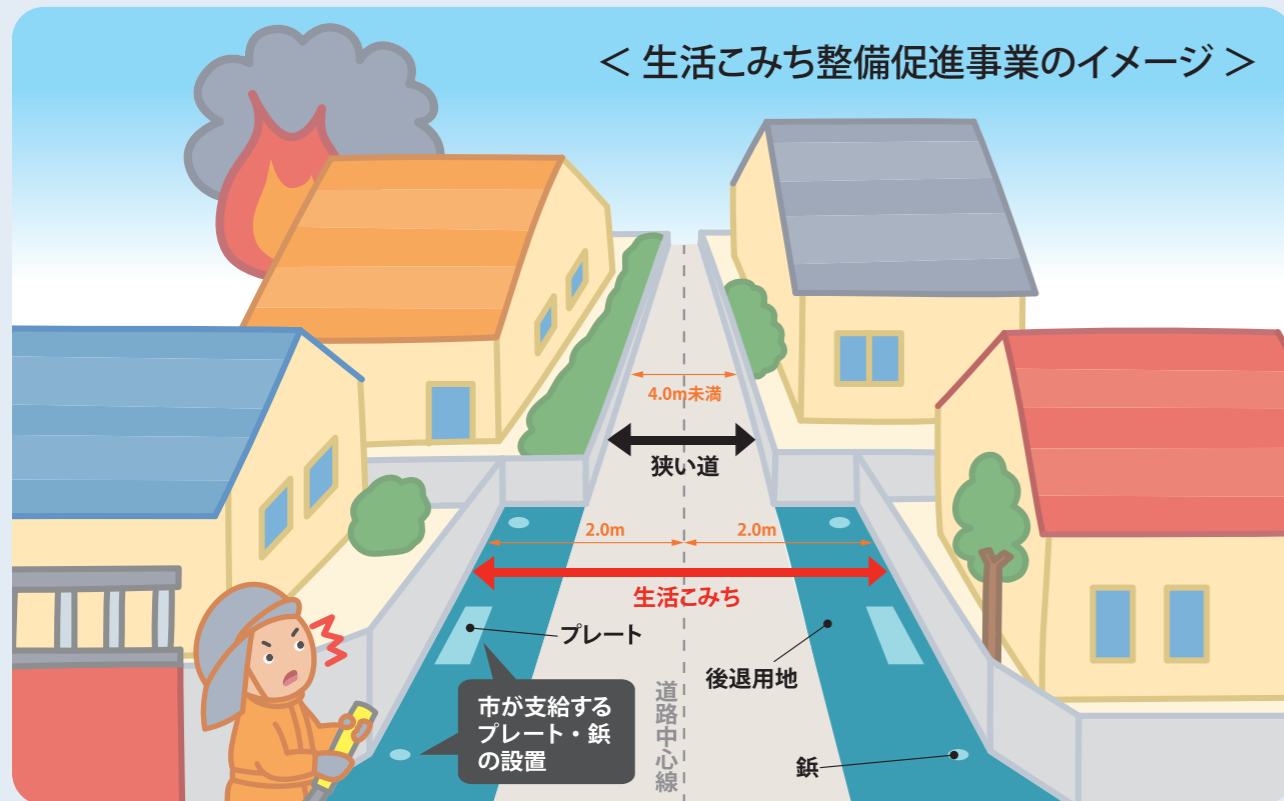 ＜ 生活こみち整備促進事業のイメージ ＞
4.0m未満
狭い道
2.0m
2.0m
生活こみち
プレート
後退用地
市が支給する
プレート・鋲
の設置
道路中心線
鋲